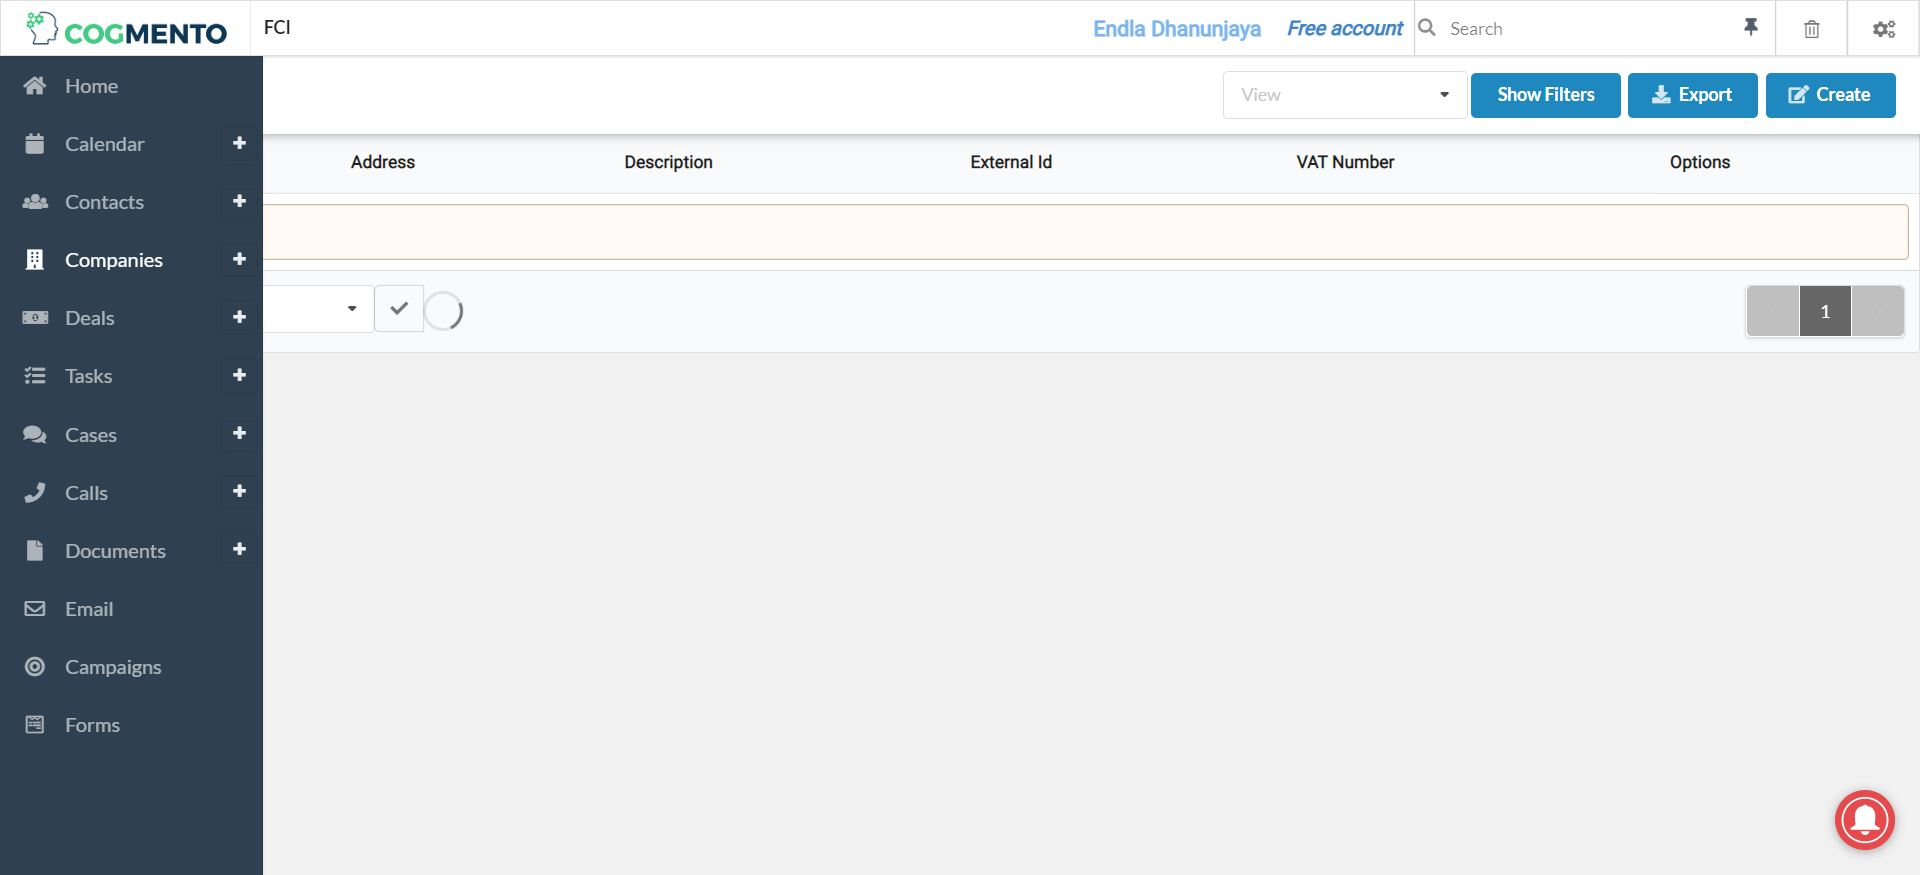 COGMENTO
FCI
Endla Dhanunjaya
Free account
Search
Home
Calendar
Contacts
Companies
Deals
Tasks
Cases
Calls
Documents
Email
Campaigns
Forms
View
Show Filters
Export
Create
Address
Description
External Id
VAT Number
Options
1